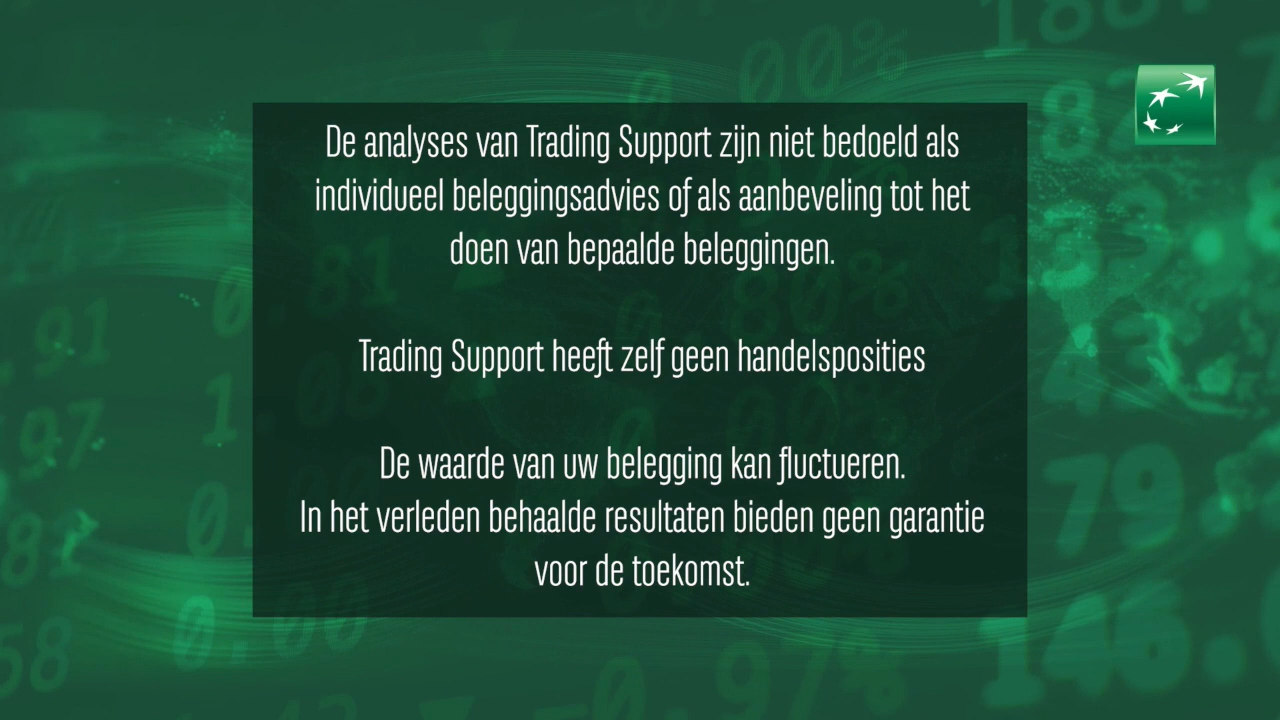 De analyses van Trading Support zijn niet bedoeld als
individueel beleggingsadvies of als aanbeveling tot het
doen van bepaalde beleggingen.
Trading Support heeft zelf geen handelsposities
De waarde van uw belegging kan fluctueren.
In het verleden behaalde resultaten bieden geen garantie
voor de toekomst.